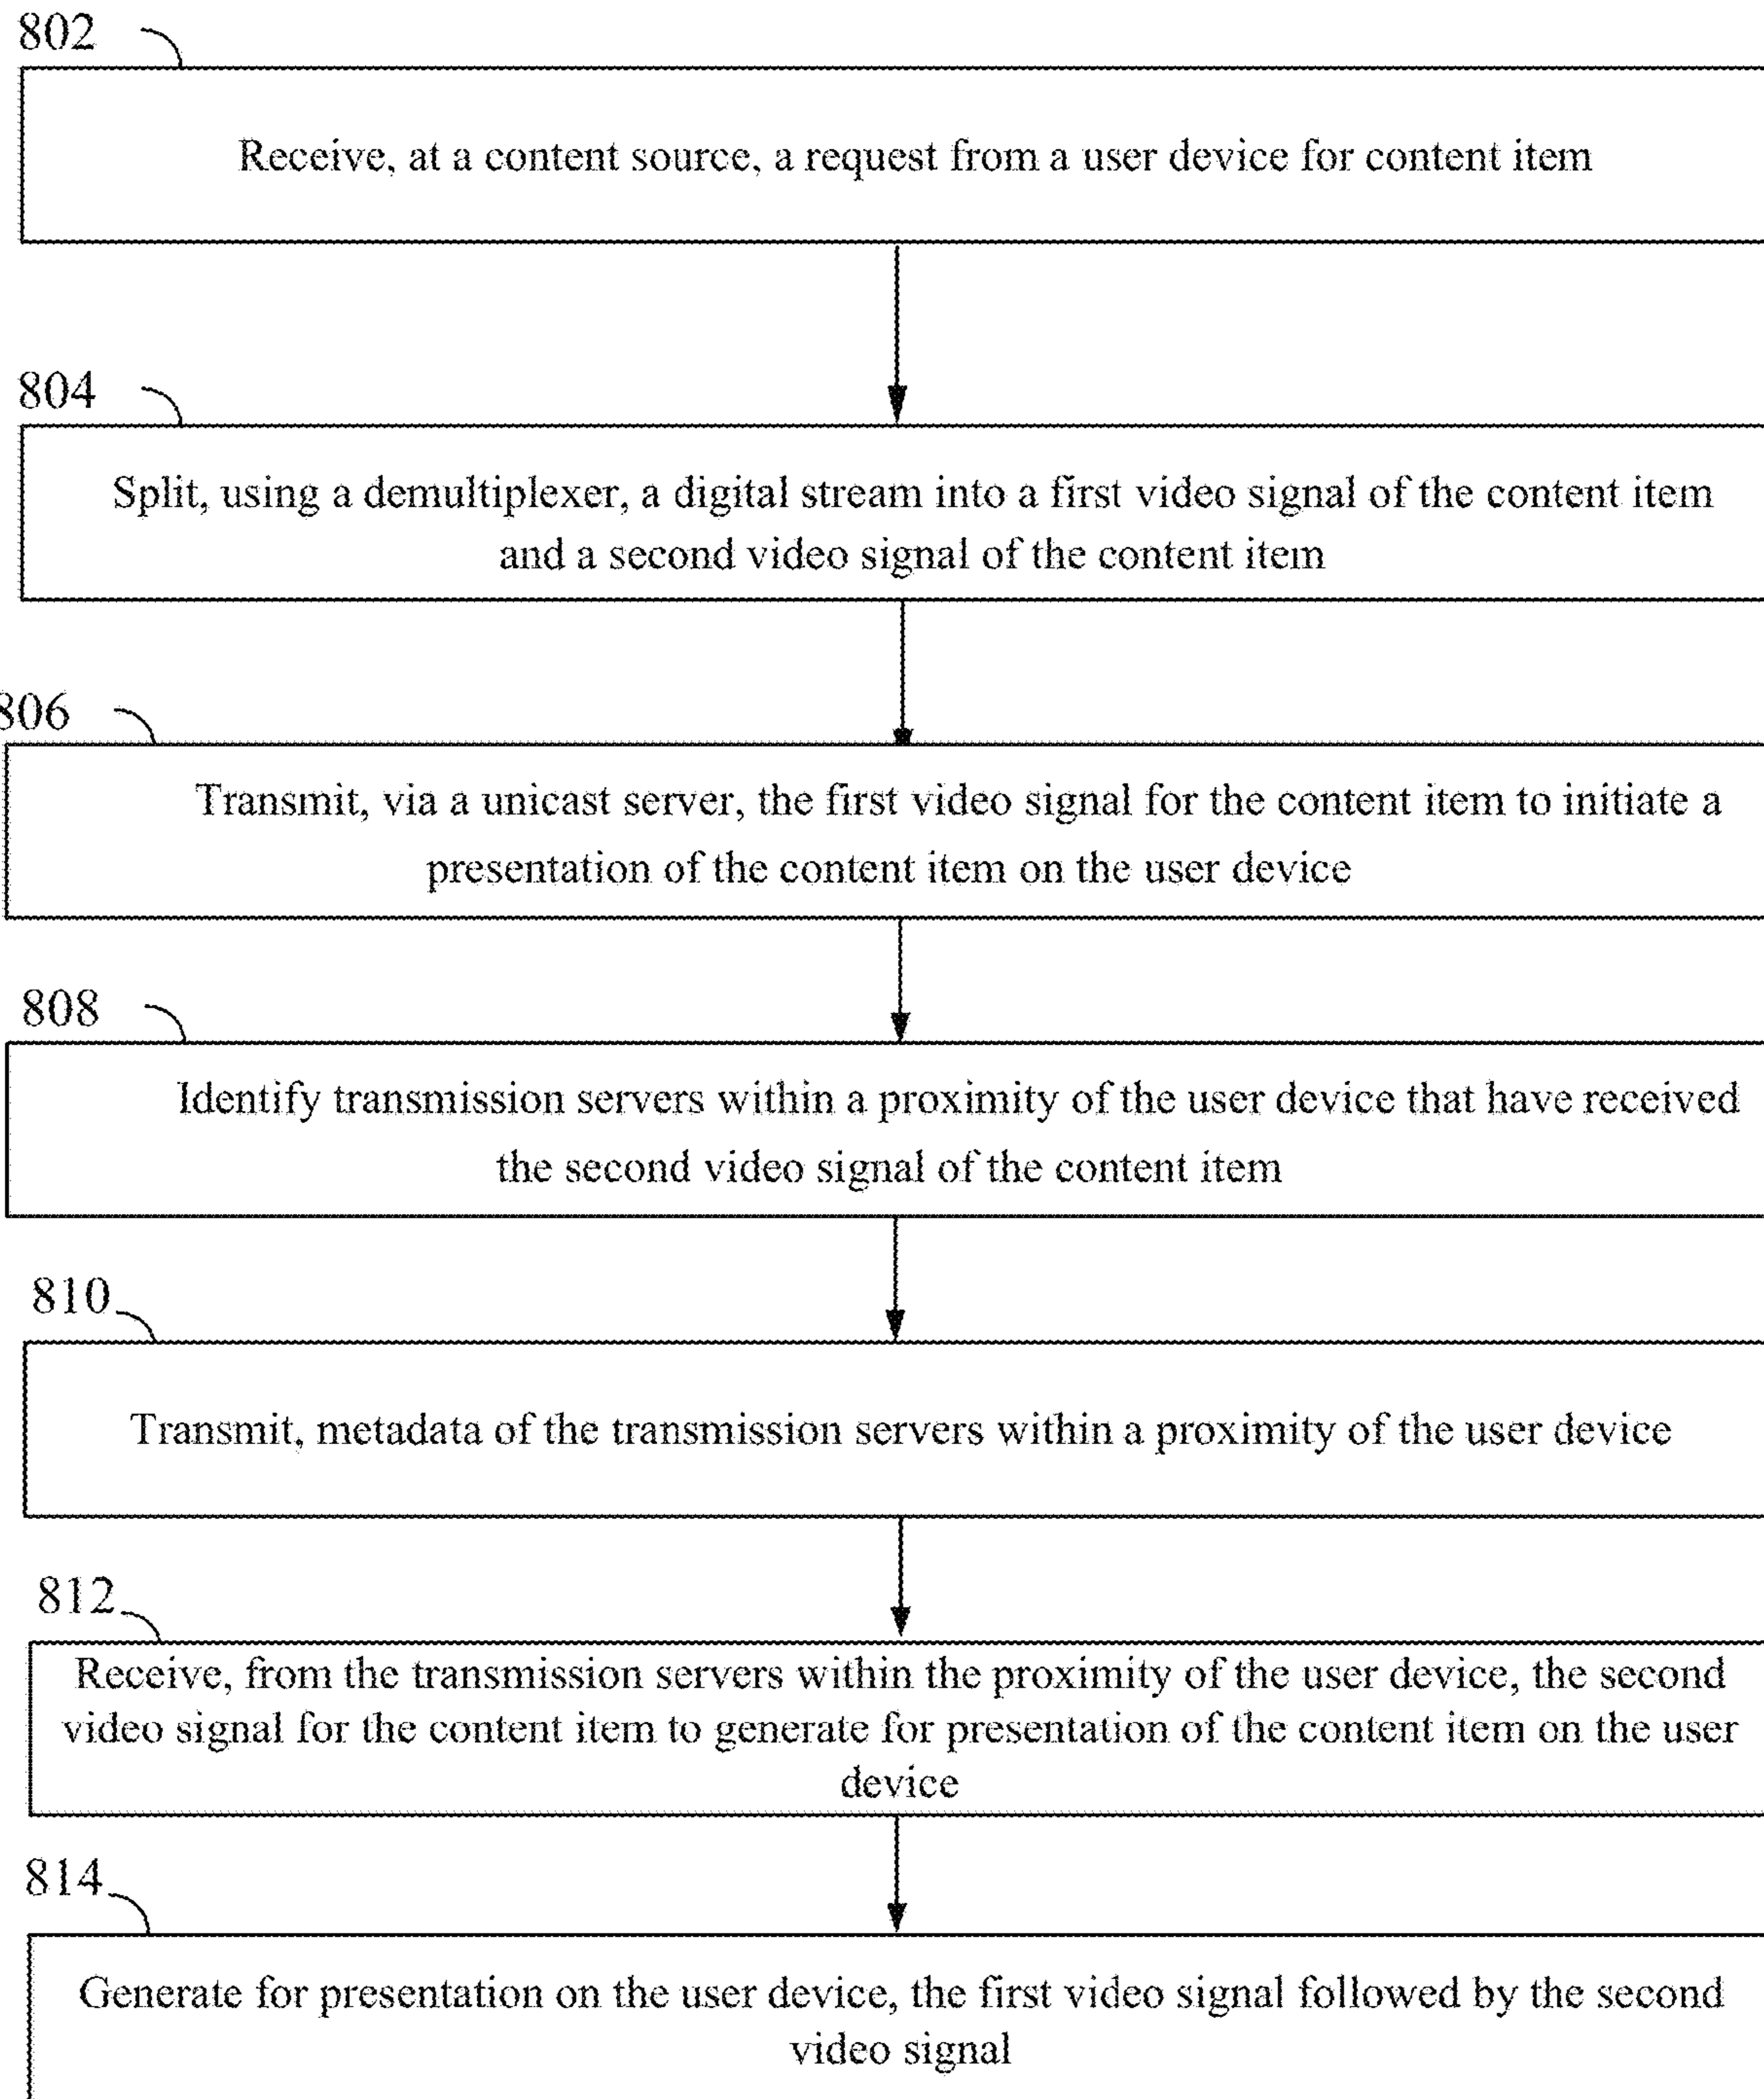 802
Receive, at a content source, a request from a user device for content item
804
Split, using a demultiplexer, a digital stream into a first video signal of the content item
and a second video signal of the content item
806
Transmit, via a unicast server, the first video signal for the content item to initiate a
presentation of the content item on the user device
808
Identify transmission servers within a proximity of the user device that have received
the second video signal of the content item
810
Transmit, metadata of the transmission servers within a proximity of the user device
812
Receive, from the transmission servers within the proximity of the user device, the second
video signal for the content item to generate for presentation of the content item on the user
device
814
Generate for presentation on the user device, the first video signal followed by the second
video signal